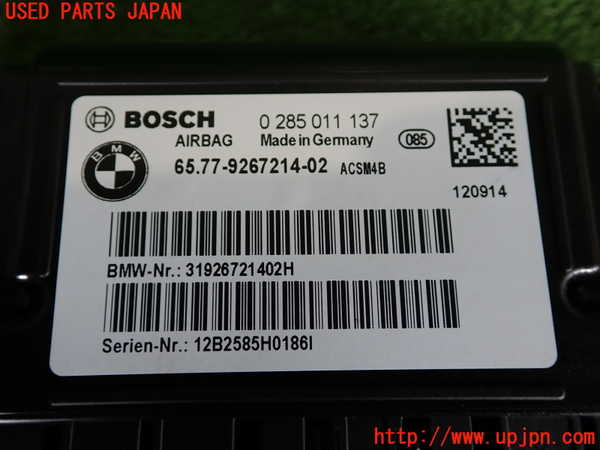 USED PARTS JAPAN
BOSCH 0 285 011 137
AIRBAG Made in Germany 085
BMW 65.77-9267214-02 ACSM4B
120914
BMW-Nr.: 31926721402H
Serien-Nr.: 12B2585H0186I
http://www.upjpn.com/